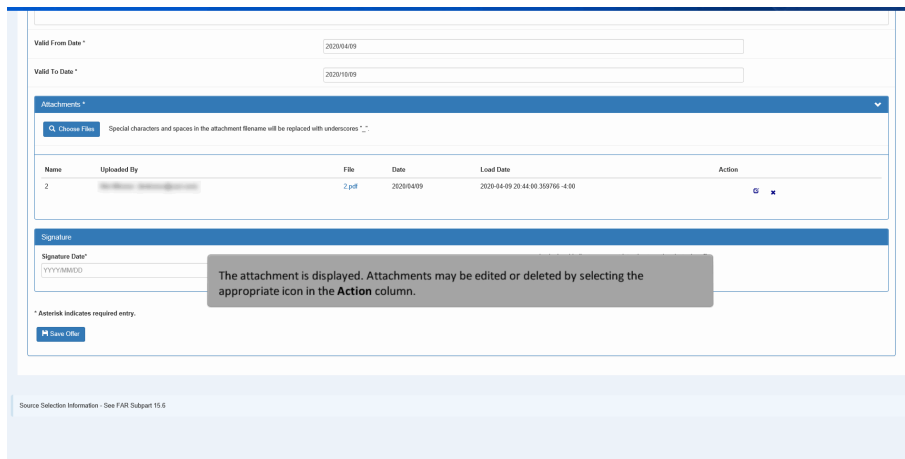 Valid From Date *
2020/04/09
Valid To Date *
2020/10/09
Attachments *
Choose Files Special characters and spaces in the attachment filename will be replaced with underscores "_".
Name Uploaded By File Date Load Date Action
2 2.pdf 2020/04/09 2020-04-09 20:44:00.359766 -4:00
Signature
Signature Date*
YYYY/MM/DD
The attachment is displayed. Attachments may be edited or deleted by selecting the
appropriate icon in the Action column.
* Asterisk indicates required entry.
Save Offer
Source Selection Information - See FAR Subpart 15.6